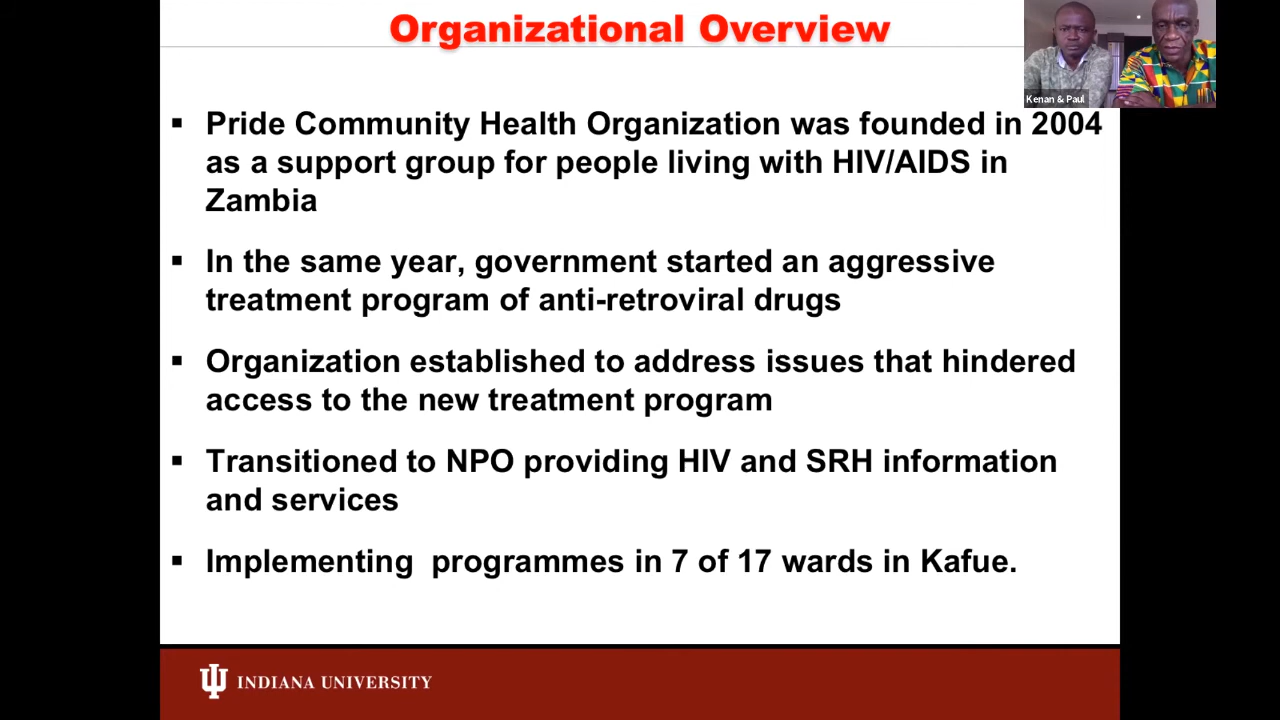 Organizational Overview
Kenan & Paul
▪ Pride Community Health Organization was founded in 2004
as a support group for people living with HIV/AIDS in
Zambia
▪ In the same year, government started an aggressive
treatment program of anti-retroviral drugs
▪ Organization established to address issues that hindered
access to the new treatment program
▪ Transitioned to NPO providing HIV and SRH information
and services
▪ Implementing  programmes in 7 of 17 wards in Kafue.
INDIANA UNIVERSITY